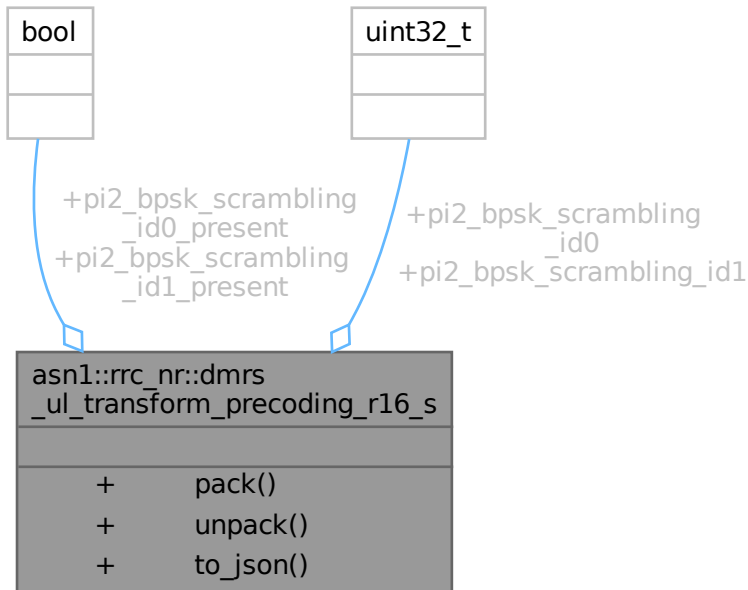 bool
uint32_t
+pi2_bpsk_scrambling
_id0_present
+pi2_bpsk_scrambling
_id1_present
+pi2_bpsk_scrambling
_id0
+pi2_bpsk_scrambling_id1
asn1::rrc_nr::dmrs
_ul_transform_precoding_r16_s
+ pack()
+ unpack()
+ to_json()